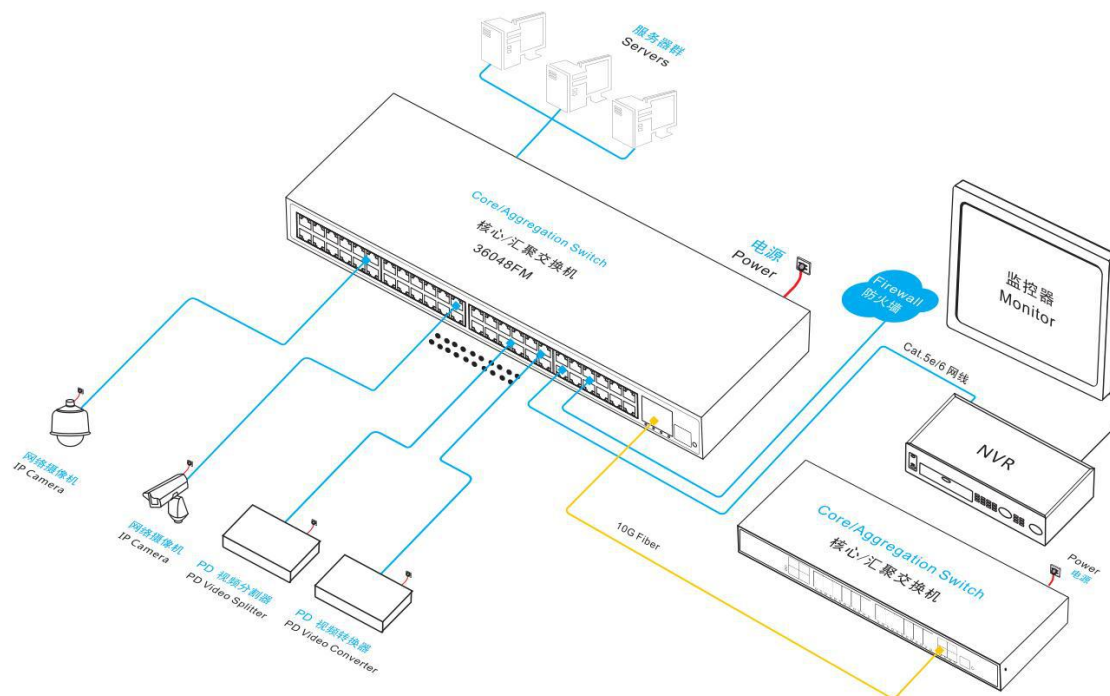 服务器群
Servers
Core/Aggregation Switch
核心/汇聚交换机
36048FM
电源
Power
Firewall
防火墙
监控器
Monitor
Cat.5e/6 网线
NVR
网络摄像机
IP Camera
网络摄像机
IP Camera
PD 视频分割器
PD Video Splitter
PD 视频转换器
PD Video Converter
10G Fiber
Core/Aggregation Switch
核心/汇聚交换机
Power
电源